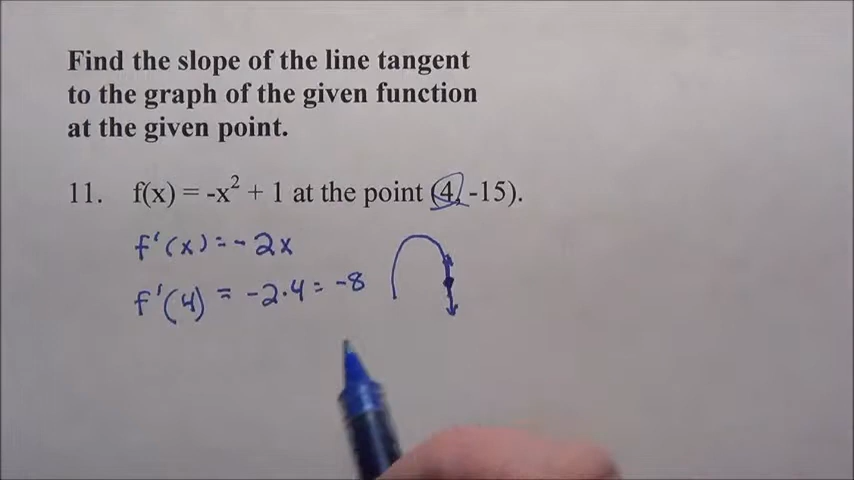 Find the slope of the line tangent
to the graph of the given function
at the given point.
11. f(x) = -x² + 1 at the point (4, -15).
f'(x) = -2x
f'(4) = -2·4 = -8